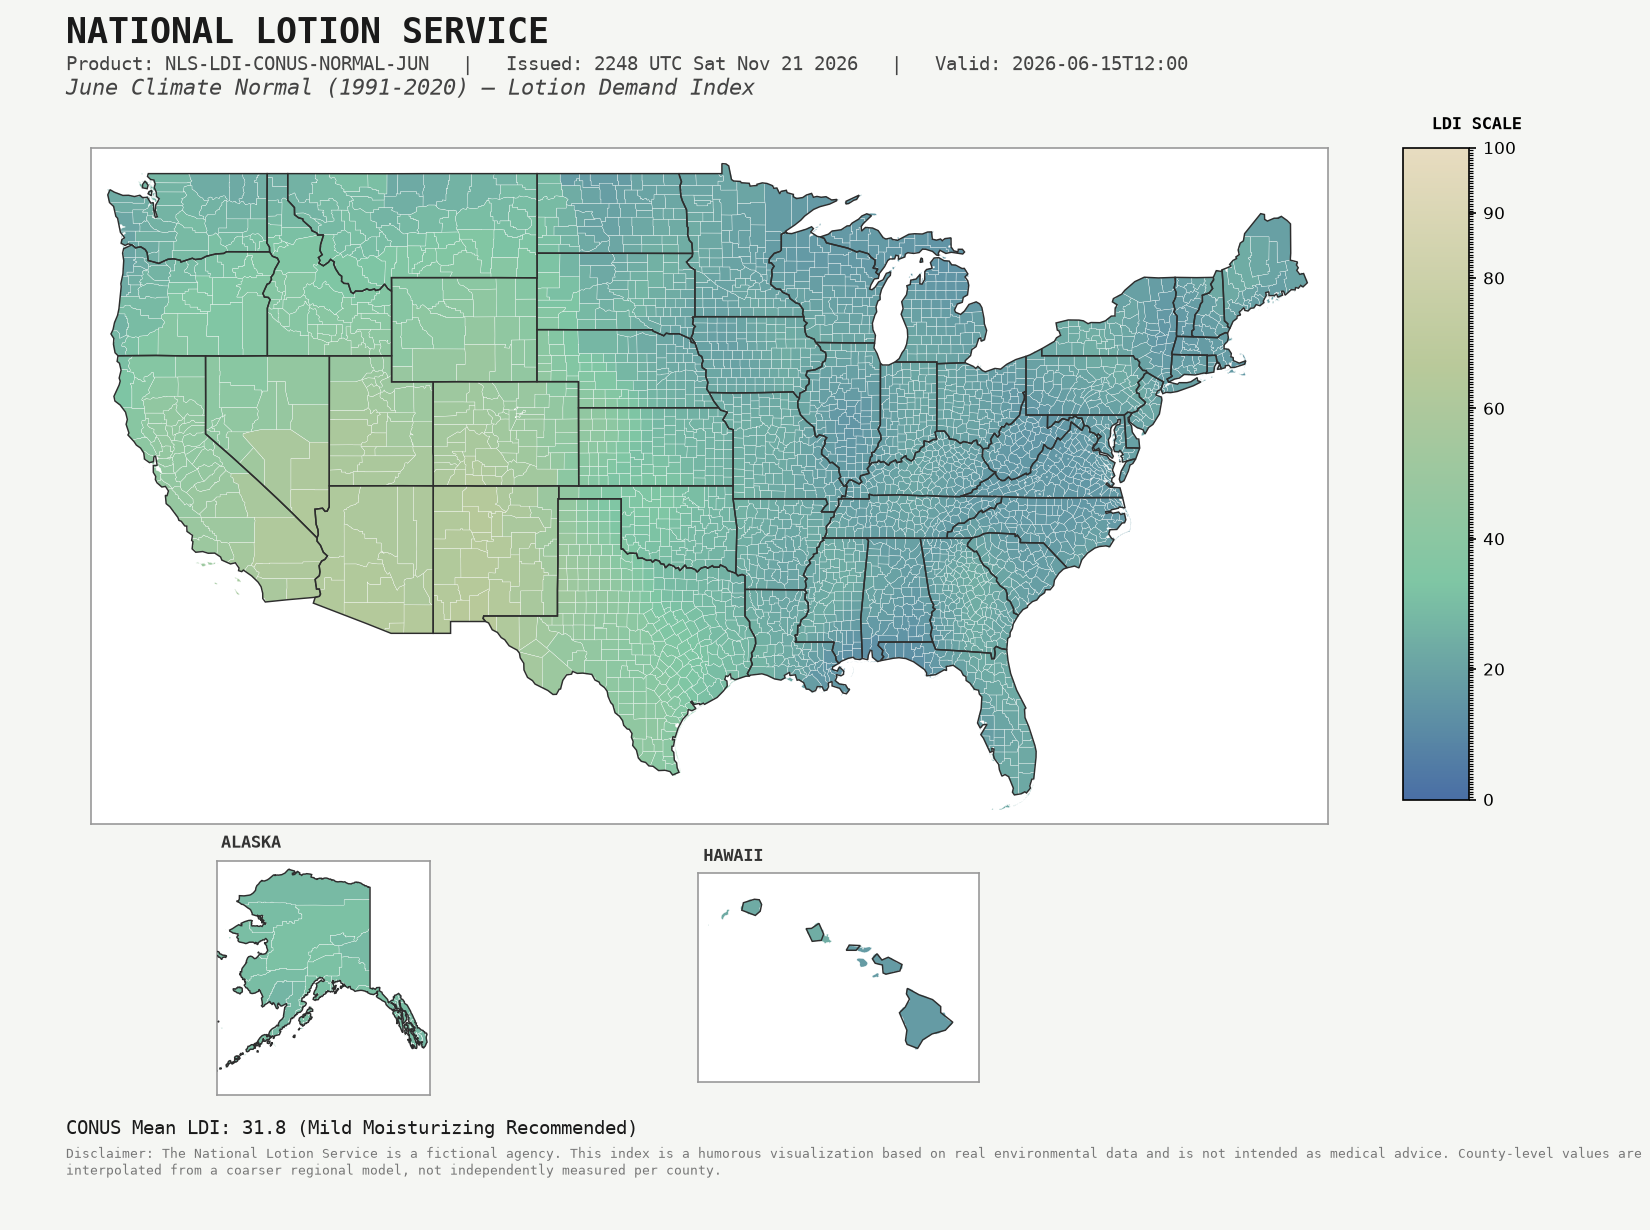 NATIONAL LOTION SERVICE
Product: NLS-LDI-CONUS-NORMAL-JUN   |   Issued: 2248 UTC Sat Nov 21 2026   |   Valid: 2026-06-15T12:00
June Climate Normal (1991-2020) — Lotion Demand Index
LDI SCALE
100
90
80
60
40
20
0
ALASKA
HAWAII
CONUS Mean LDI: 31.8 (Mild Moisturizing Recommended)
Disclaimer: The National Lotion Service is a fictional agency. This index is a humorous visualization based on real environmental data and is not intended as medical advice. County-level values are
interpolated from a coarser regional model, not independently measured per county.